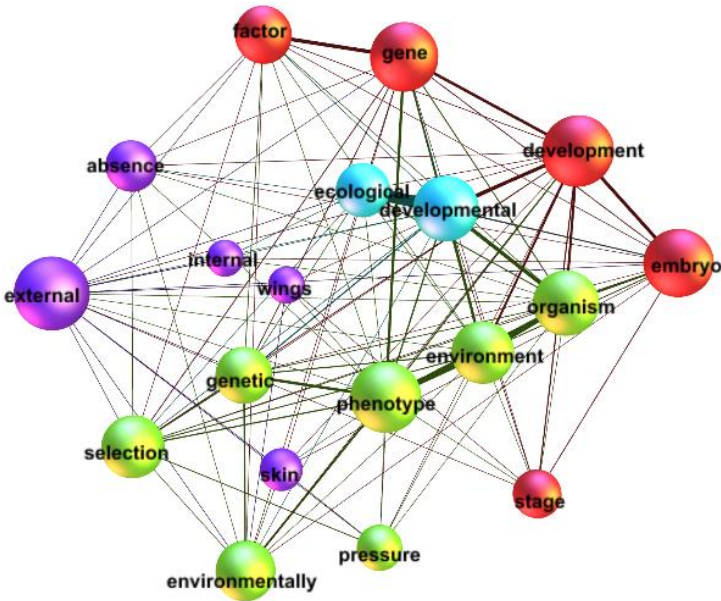 factor
gene
development
absence
ecological
developmental
internal
embryo
external
wings
organism
environment
genetic
phenotype
selection
skin
stage
pressure
environmentally